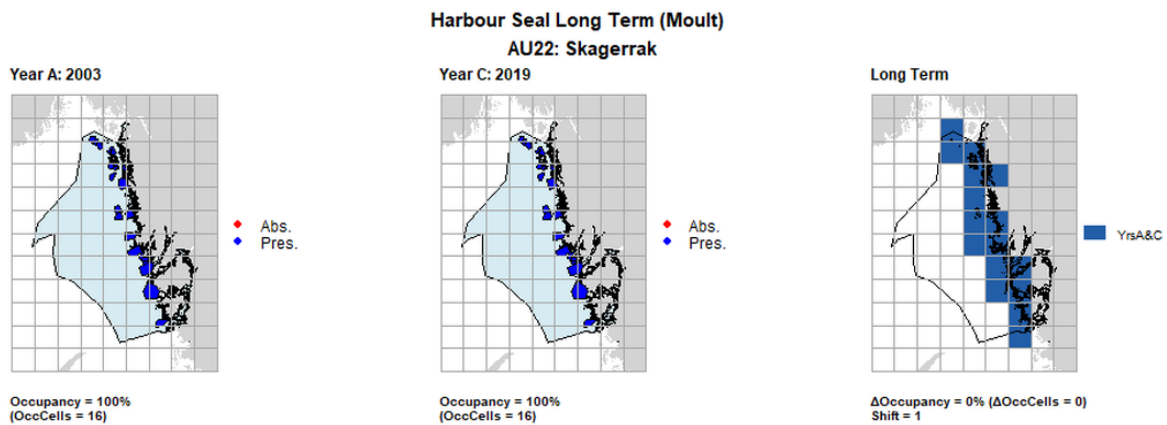 Harbour Seal Long Term (Moult)
AU22: Skagerrak
Year A: 2003
Year C: 2019
Long Term
Abs.
Pres.
Abs.
Pres.
YrsA&C
Occupancy = 100%
(OccCells = 16)
Occupancy = 100%
(OccCells = 16)
ΔOccupancy = 0% (ΔOccCells = 0)
Shift = 1